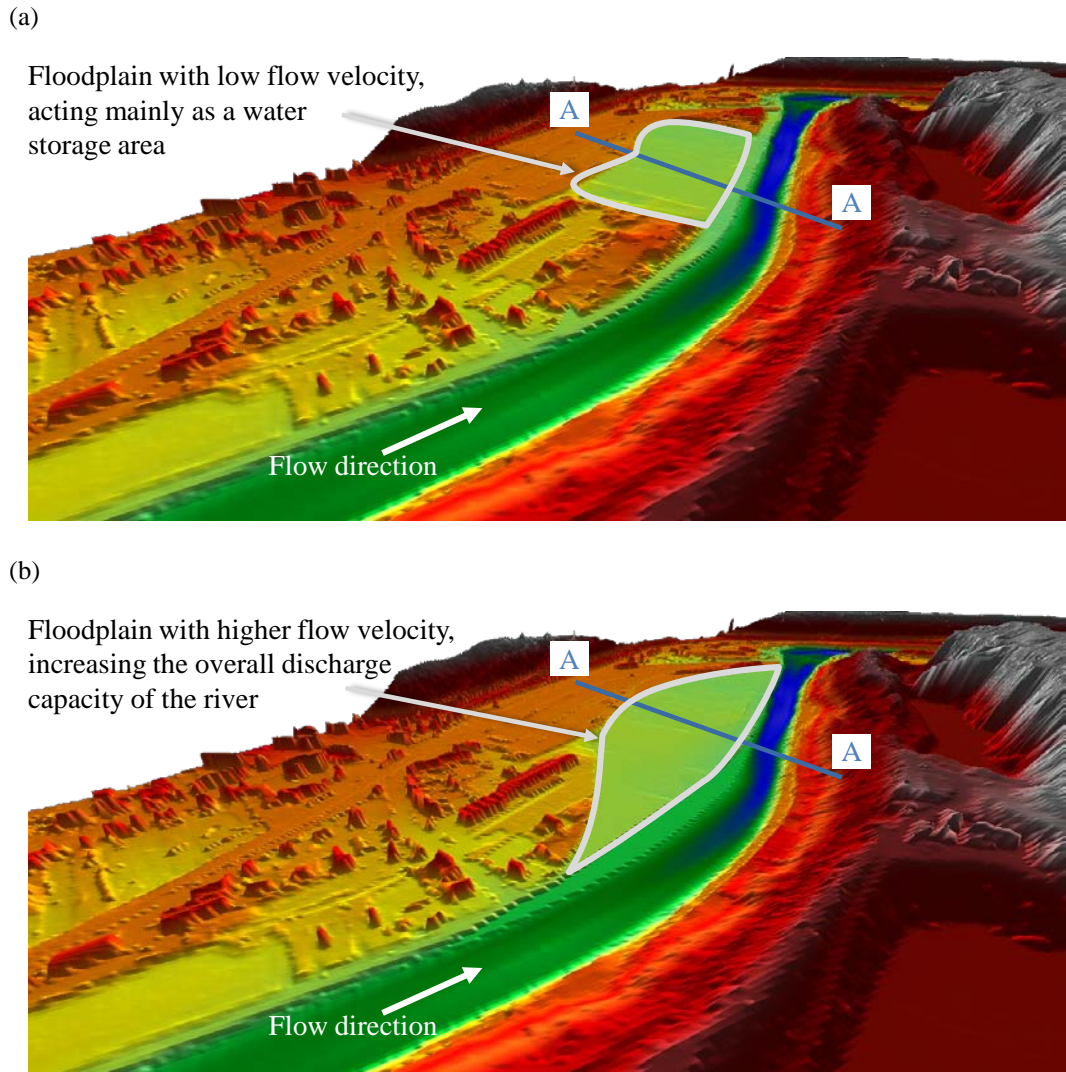 (a)
Floodplain with low flow velocity,
acting mainly as a water
storage area
A
A
Flow direction
(b)
Floodplain with higher flow velocity,
increasing the overall discharge
capacity of the river
A
A
Flow direction